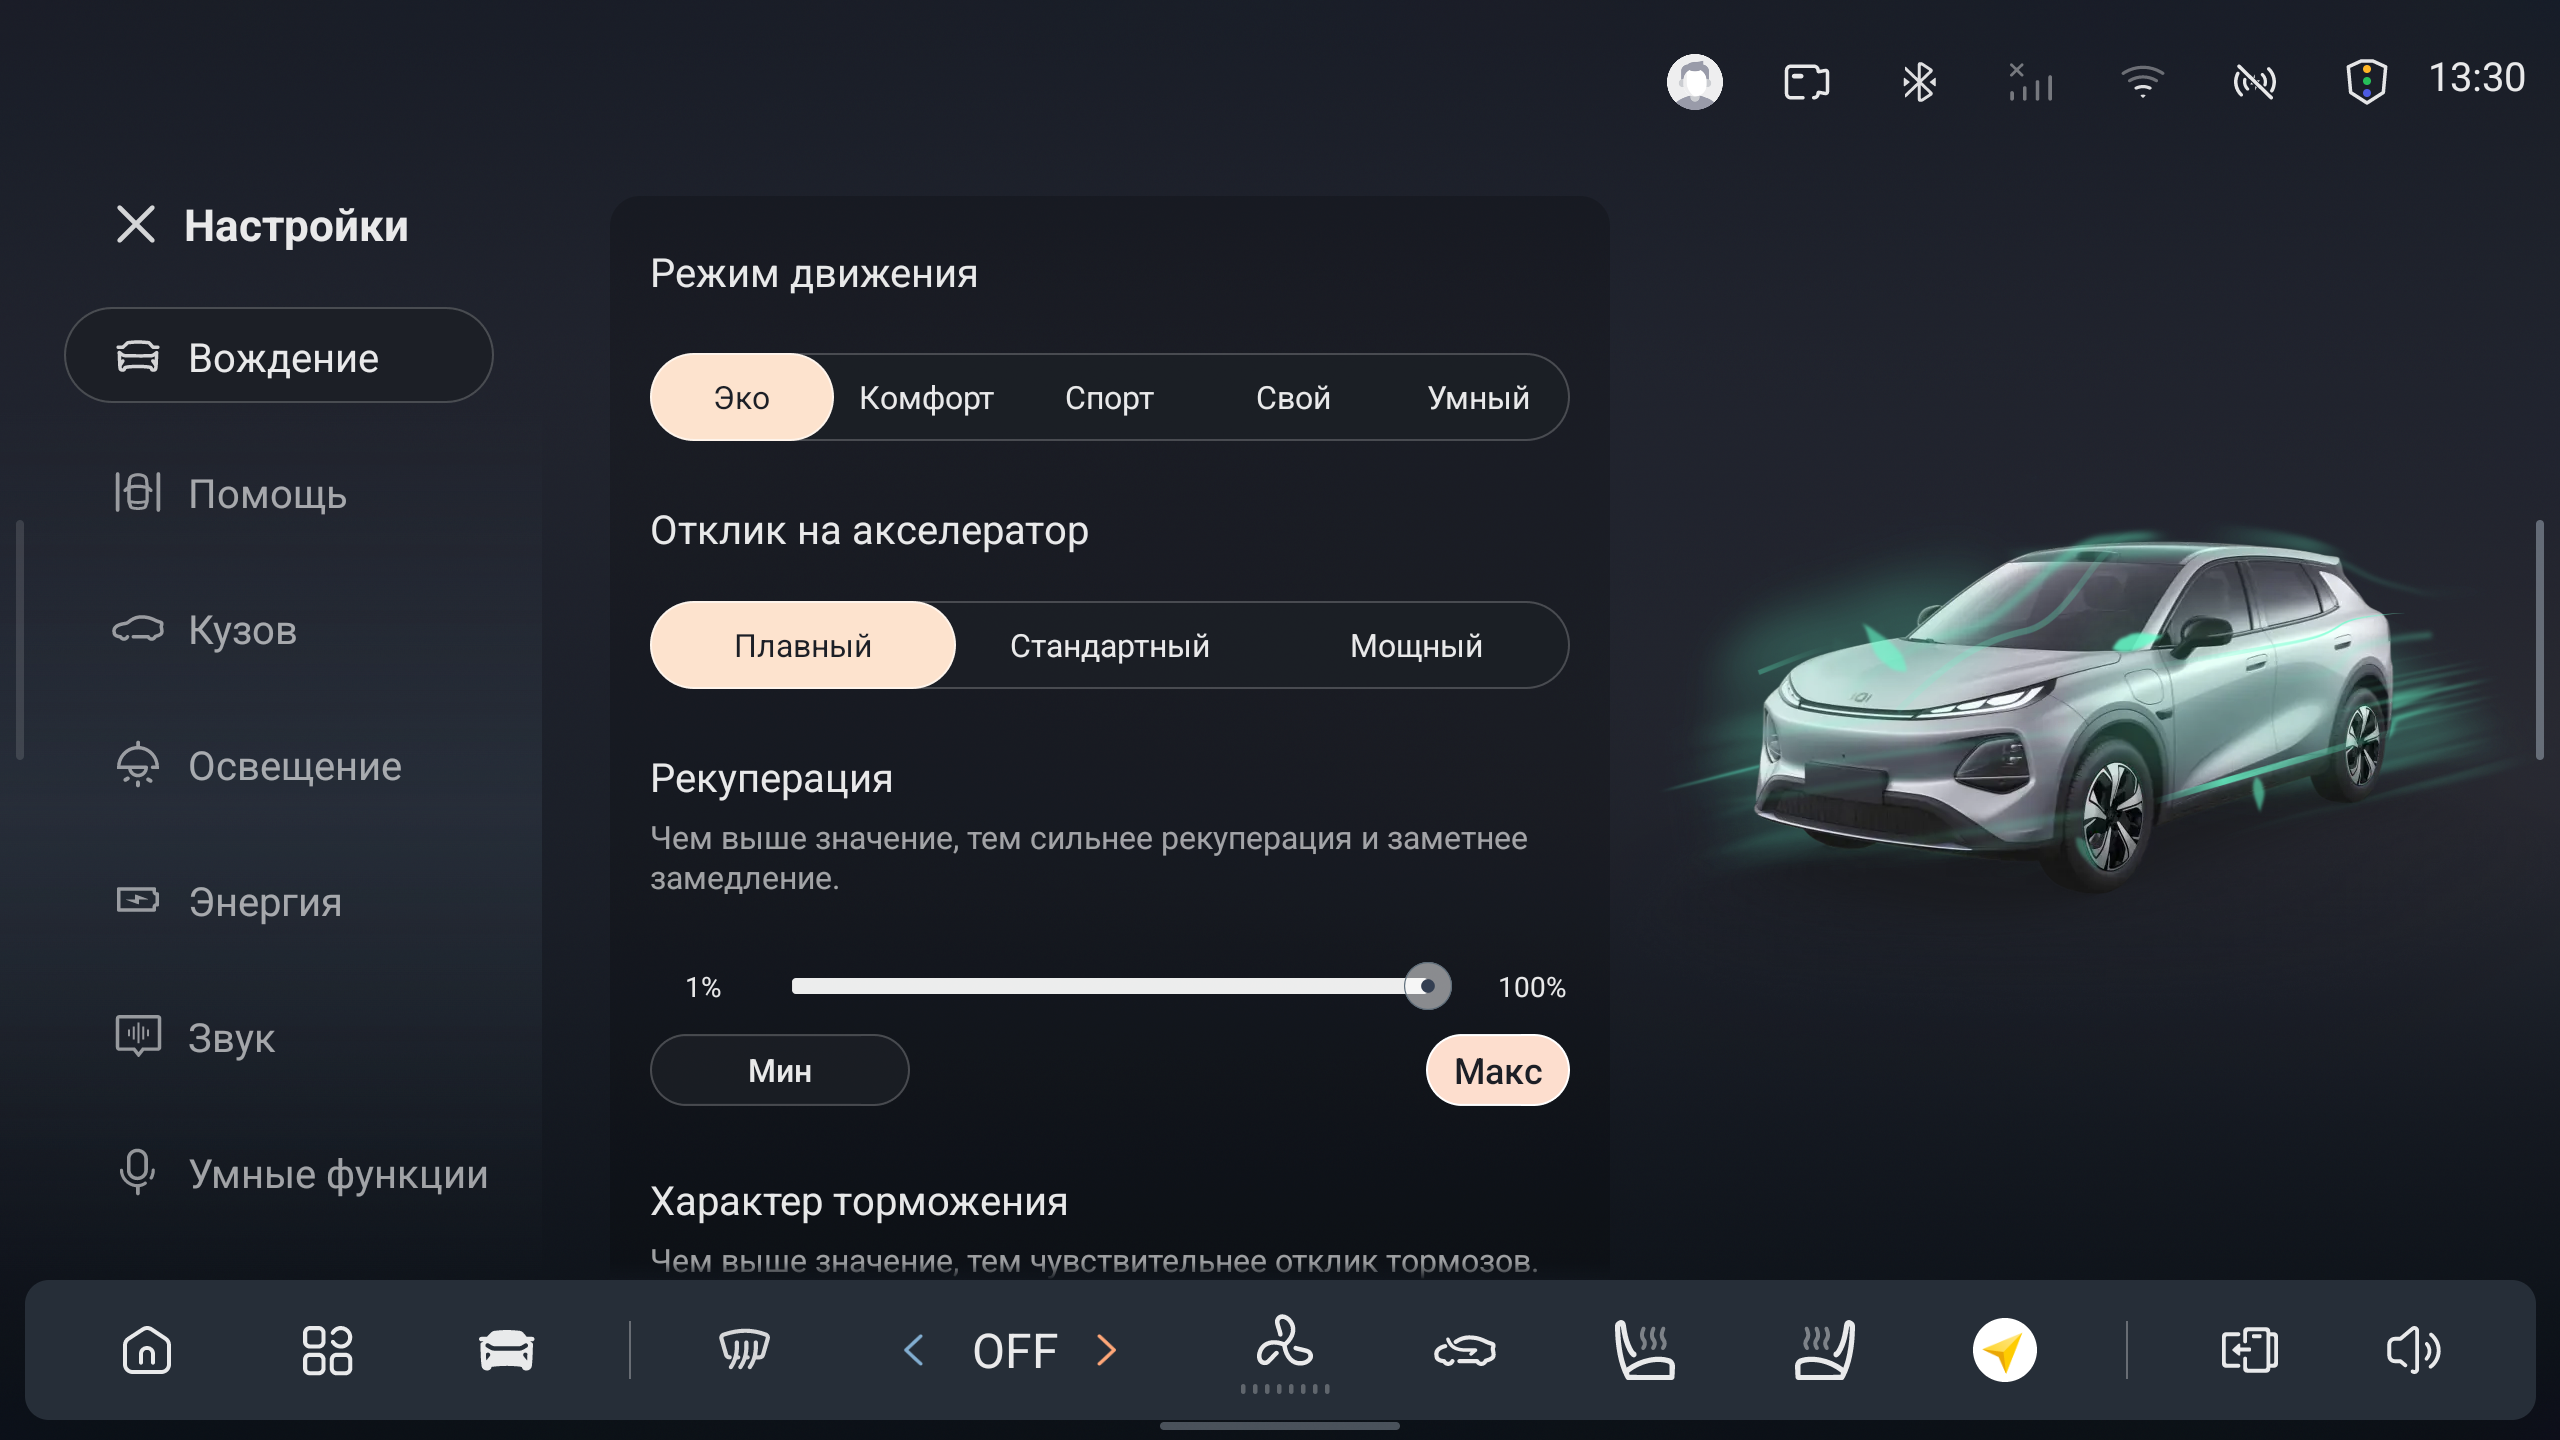 13:30
Настройки
Вождение
Помощь
Кузов
Освещение
Энергия
Звук
Умные функции
Режим движения
Эко Комфорт Спорт Свой Умный
Отклик на акселератор
Плавный Стандартный Мощный
Рекуперация
Чем выше значение, тем сильнее рекуперация и заметнее
замедление.
1% 100%
Мин Макс
Характер торможения
Чем выше значение, тем чувствительнее отклик тормозов.
OFF